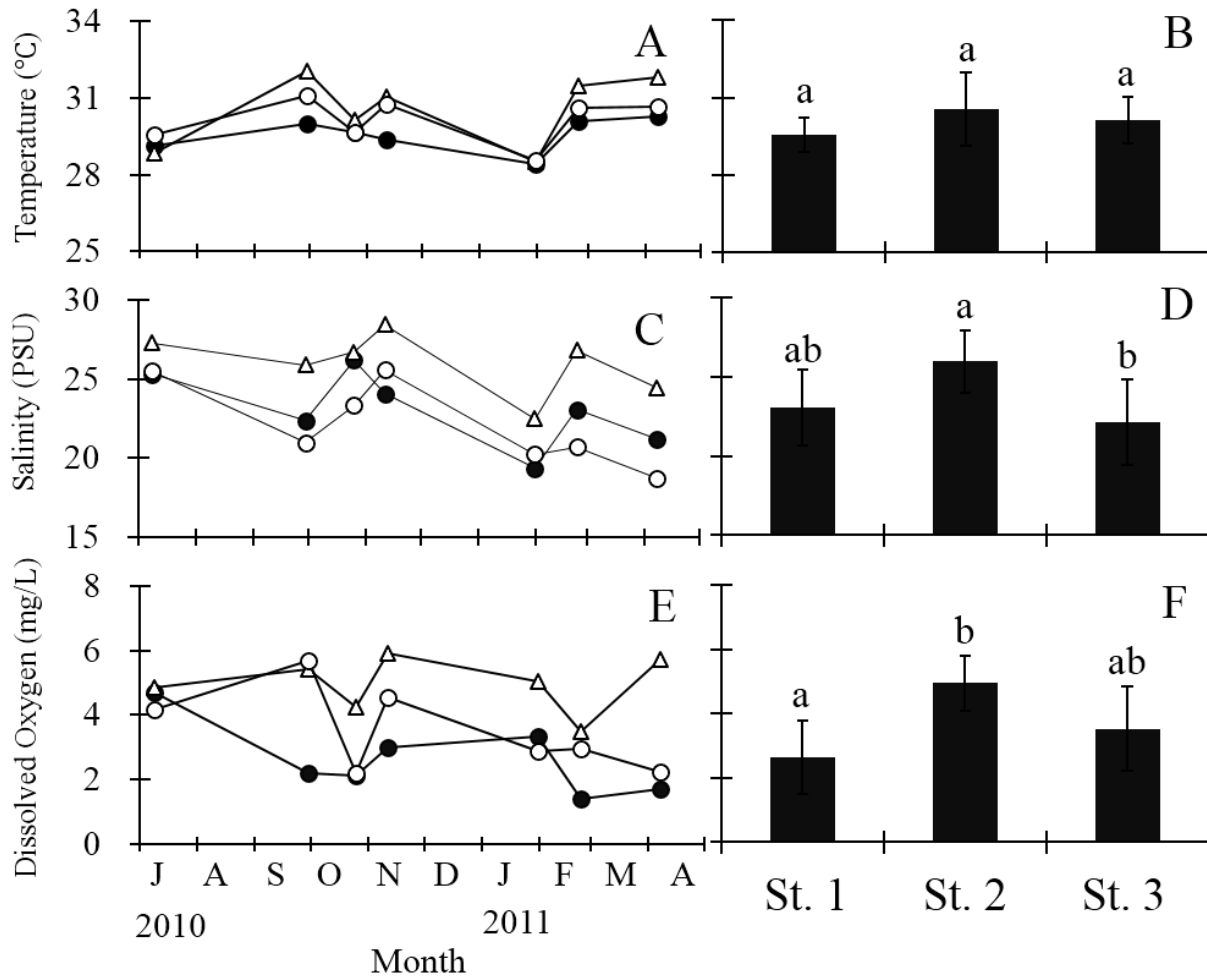 Temperature (°C)
34
31
28
25
A
B
a
a
a
Salinity (PSU)
30
25
20
15
C
D
ab
a
b
Dissolved Oxygen (mg/L)
8
6
4
2
0
E
F
a
b
ab
J A S O N D J F M A
2010 2011
Month
St. 1 St. 2 St. 3